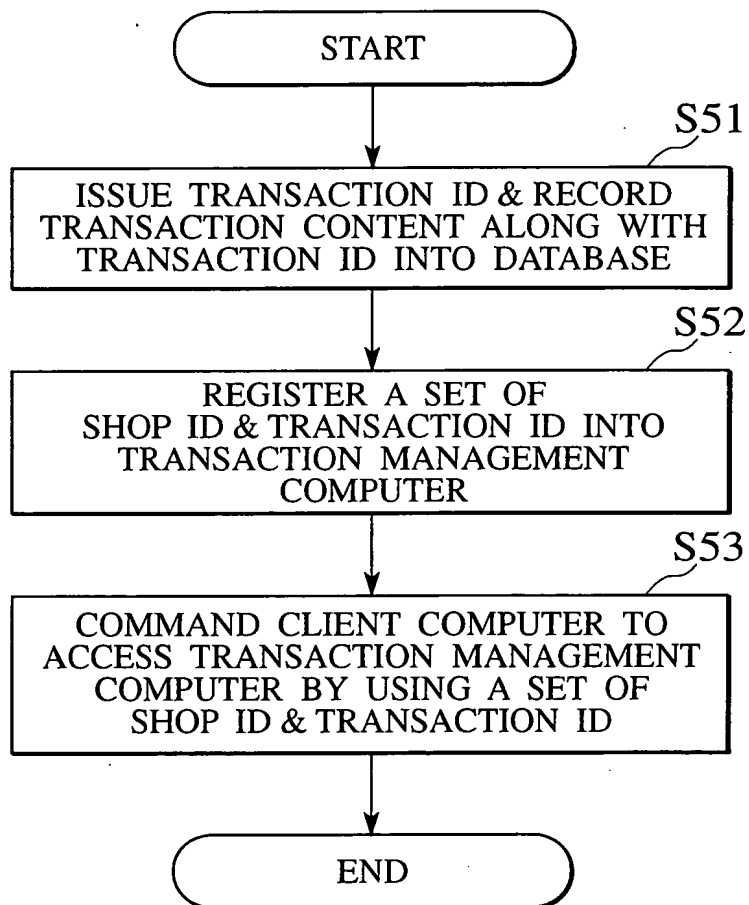 START
S51
ISSUE TRANSACTION ID & RECORD
TRANSACTION CONTENT ALONG WITH
TRANSACTION ID INTO DATABASE
S52
REGISTER A SET OF
SHOP ID & TRANSACTION ID INTO
TRANSACTION MANAGEMENT
COMPUTER
S53
COMMAND CLIENT COMPUTER TO
ACCESS TRANSACTION MANAGEMENT
COMPUTER BY USING A SET OF
SHOP ID & TRANSACTION ID
END